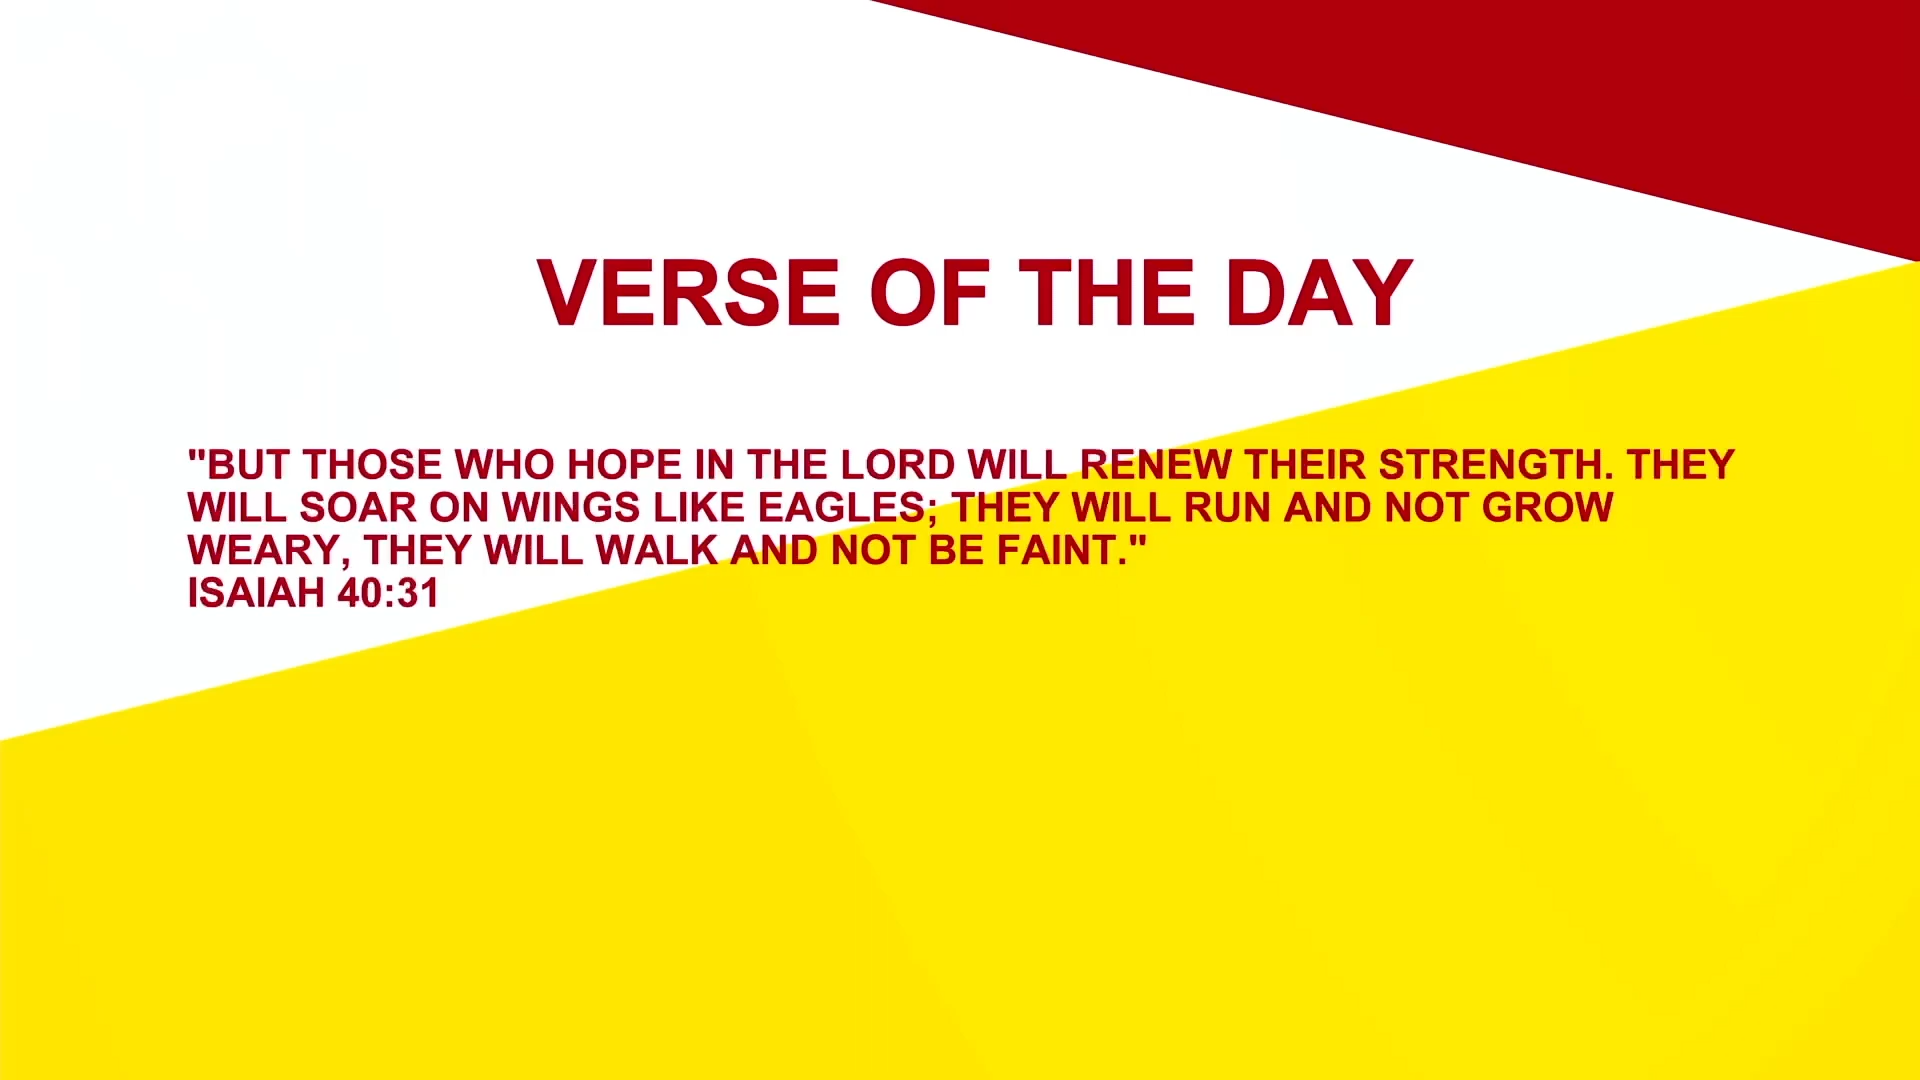 VERSE OF THE DAY
"BUT THOSE WHO HOPE IN THE LORD WILL RENEW THEIR STRENGTH. THEY
WILL SOAR ON WINGS LIKE EAGLES; THEY WILL RUN AND NOT GROW
WEARY, THEY WILL WALK AND NOT BE FAINT."
ISAIAH 40:31